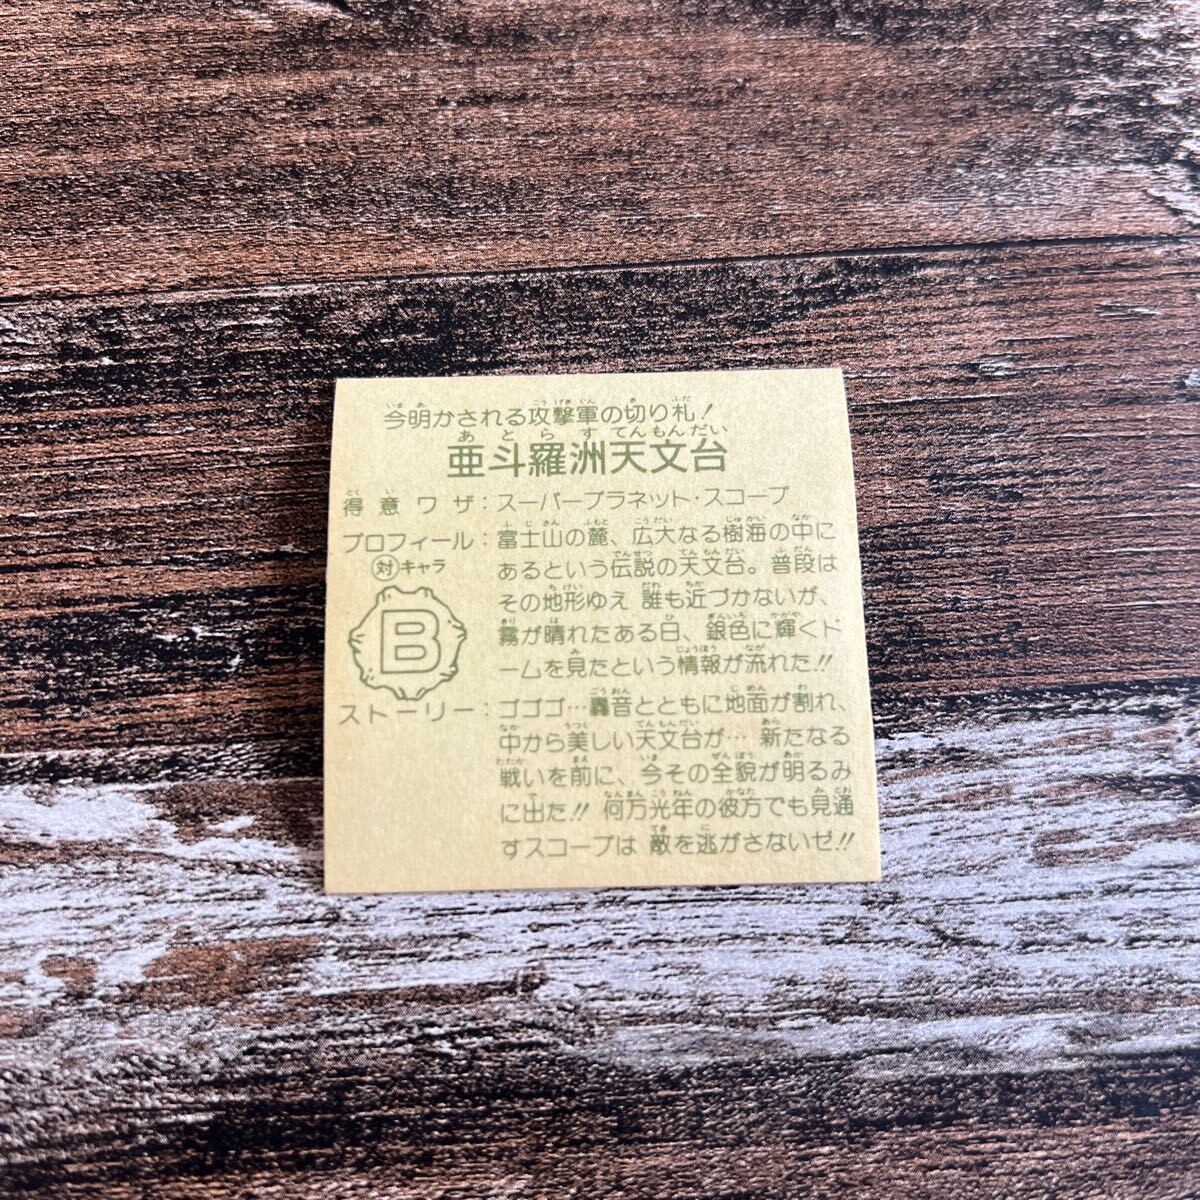 今明かされる攻撃軍の切り札！
亜斗羅洲天文台
得意ワザ：スーパープラネット・スコープ
プロフィール：富士山の麓、広大なる樹海の中に
対キャラ
あるという伝説の天文台。普段は
その地形ゆえ 誰も近づかないが、
霧が晴れたある日、銀色に輝くド
ームを見たという情報が流れた!!
B
ストーリー：ゴゴゴ…轟音とともに地面が割れ、
中から美しい天文台が… 新たなる
戦いを前に、今その全貌が明るみ
に出た!! 何万光年の彼方でも見通
すスコープは 敵を逃がさないゼ!!